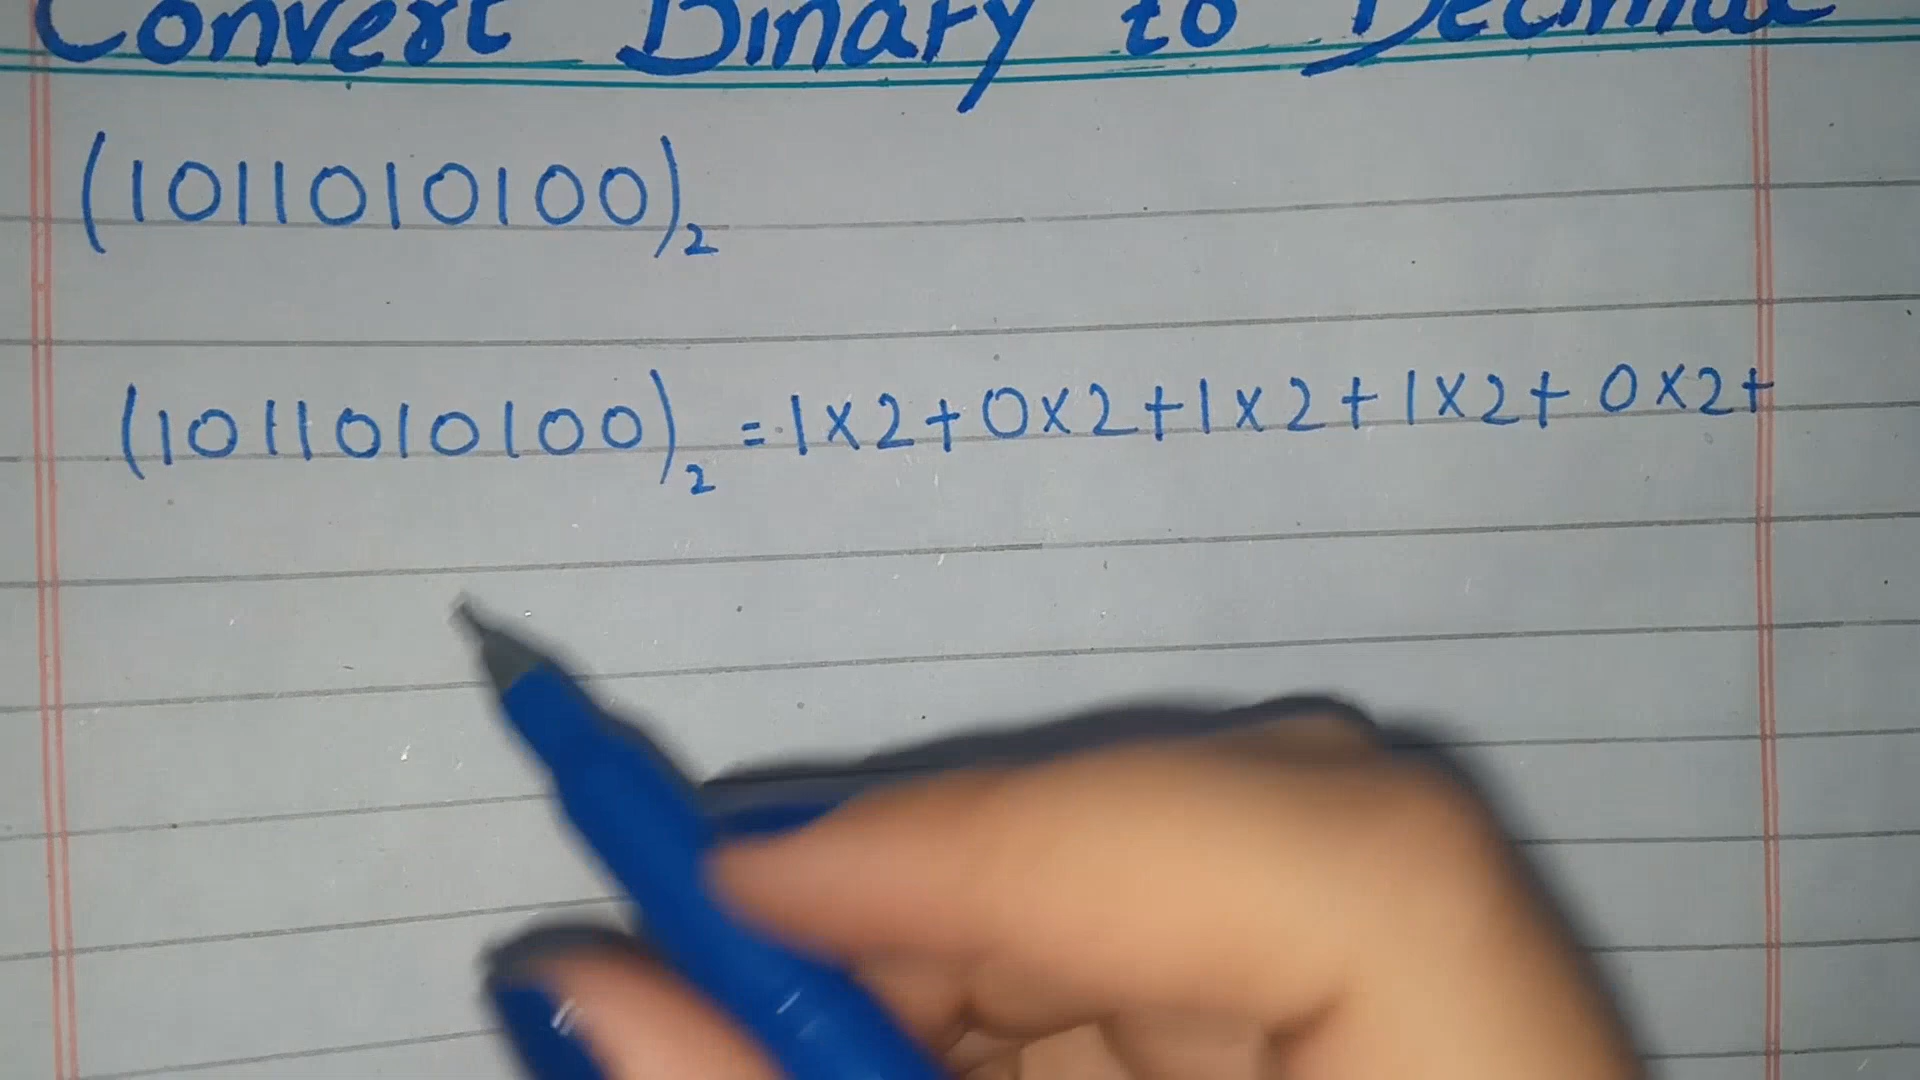 Convert Binary to Decimal
(1011010100)₂
(1011010100)₂ = 1×2+0×2+1×2+1×2+0×2+